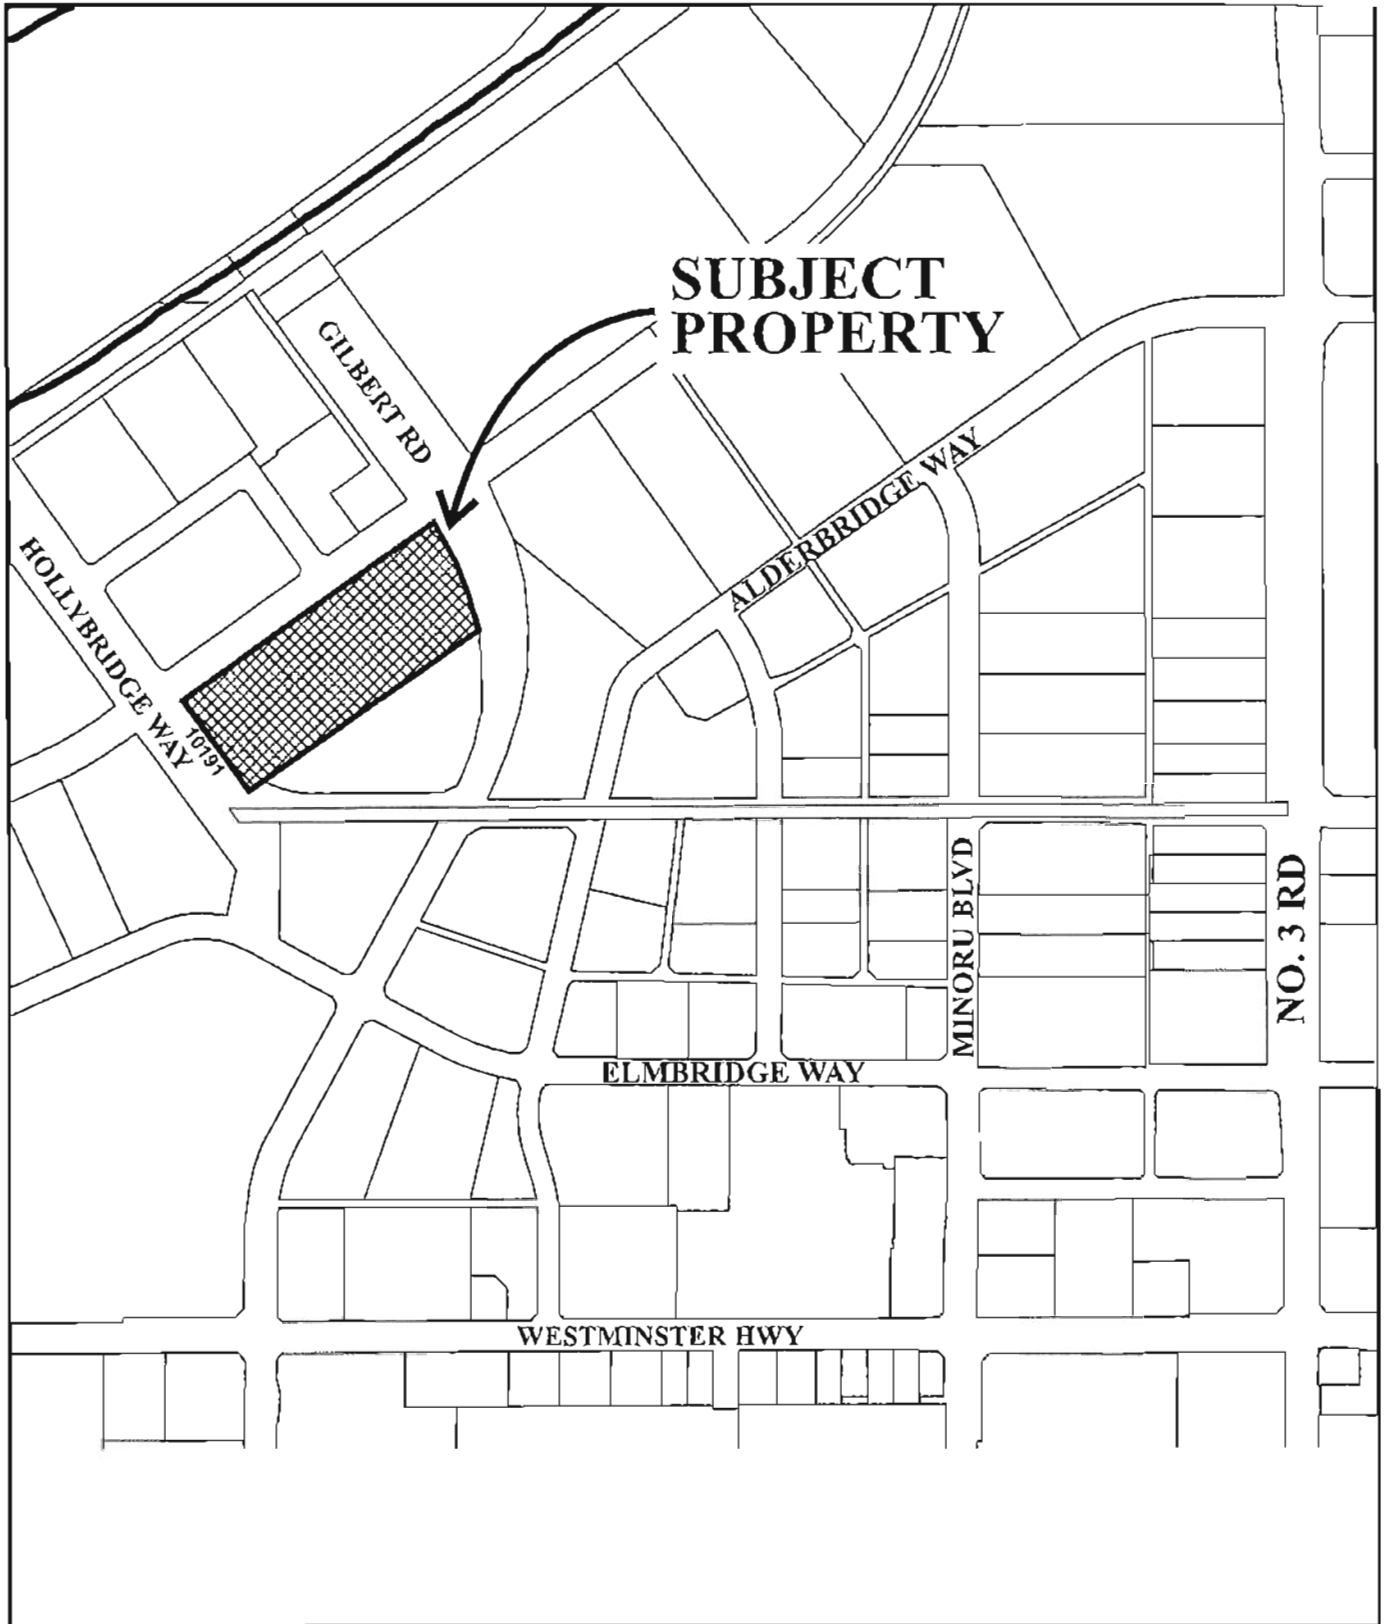 SUBJECT
PROPERTY
GILBERT RD
ALDERBRIDGE WAY
HOLLYBRIDGE WAY
10191
MINORU BLVD
NO. 3 RD
ELMBRIDGE WAY
WESTMINSTER HWY